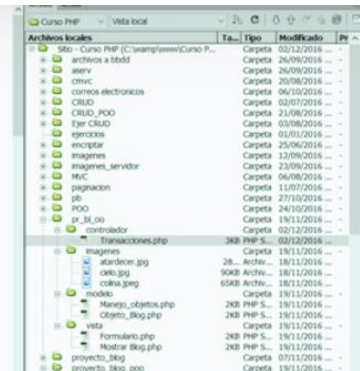 Curso PHP Vista local
Archivos locales Ta... Tipo Modificado Pr
Sitio - Curso PHP (C:\wamp\www\Curso P... Carpeta 02/12/2016 ... -
archivos a bbdd Carpeta 26/09/2016 ... -
aserv Carpeta 26/09/2016 ... -
cmvc Carpeta 20/08/2016 ... -
correos electronicos Carpeta 06/10/2016 ... -
CRUD Carpeta 02/07/2016 ... -
CRUD_POO Carpeta 21/08/2016 ... -
Ejer CRUD Carpeta 03/08/2016 ... -
ejercicios Carpeta 01/01/2016 ... -
encriptar Carpeta 25/06/2016 ... -
imagenes Carpeta 12/09/2016 ... -
imagenes_servidor Carpeta 23/09/2016 ... -
MVC Carpeta 06/08/2016 ... -
paginacion Carpeta 11/07/2016 ... -
pb Carpeta 27/10/2016 ... -
POO Carpeta 24/10/2016 ... -
pr_bl_oo Carpeta 19/11/2016 ... -
controlador Carpeta 02/12/2016 ... -
Transacciones.php 3KB PHP S... 02/12/2016 ...
imagenes Carpeta 19/11/2016 ... -
atardecer.jpg 28... Archiv... 18/11/2016 ... -
cielo.jpg 90KB Archiv... 18/11/2016 ... -
colina.jpeg 65KB Archiv... 18/11/2016 ... -
modelo Carpeta 19/11/2016 ... -
Manejo_objetos.php 2KB PHP S... 19/11/2016 ... -
Objeto_Blog.php 2KB PHP S... 19/11/2016 ... -
vista Carpeta 19/11/2016 ... -
Formulario.php 2KB PHP S... 19/11/2016 ... -
Mostrar Blog.php 2KB PHP S... 19/11/2016 ... -
proyecto_blog Carpeta 07/11/2016 ... -
proyecto_blog_poo Carpeta 19/11/2016 ... -